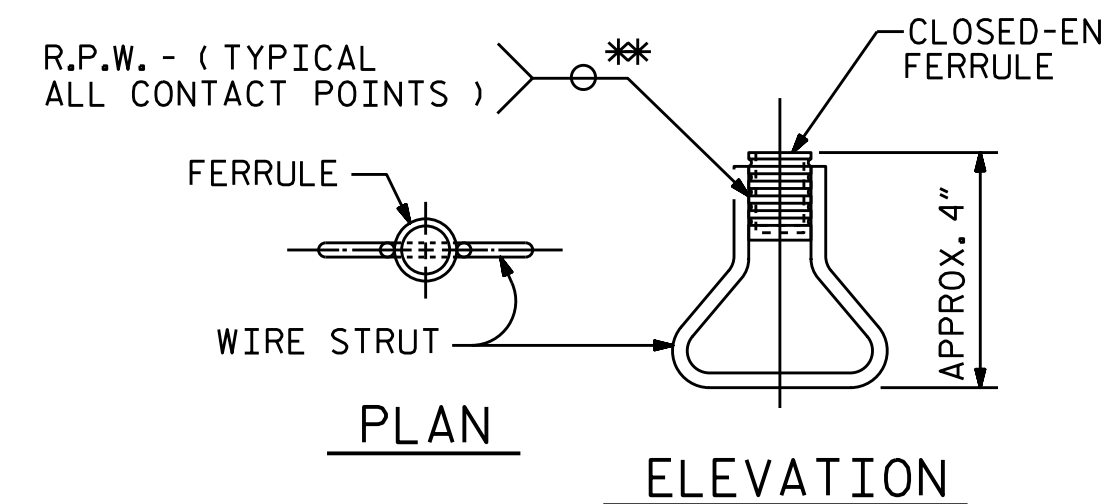 R.P.W. - ( TYPICAL
ALL CONTACT POINTS )
**
CLOSED-EN
FERRULE
FERRULE
WIRE STRUT
APPROX. 4"
PLAN
ELEVATION